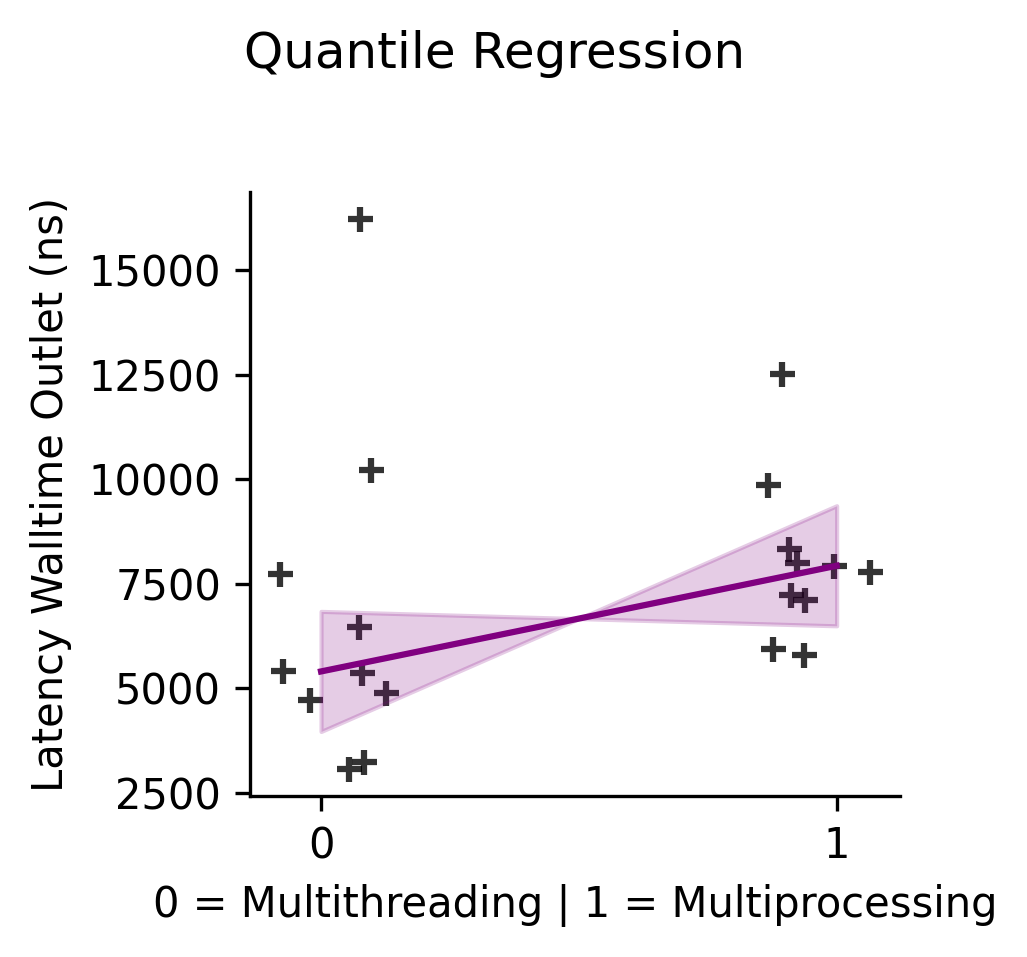 Quantile Regression
Latency Walltime Outlet (ns)
15000
12500
10000
7500
5000
2500
0
1
0 = Multithreading | 1 = Multiprocessing